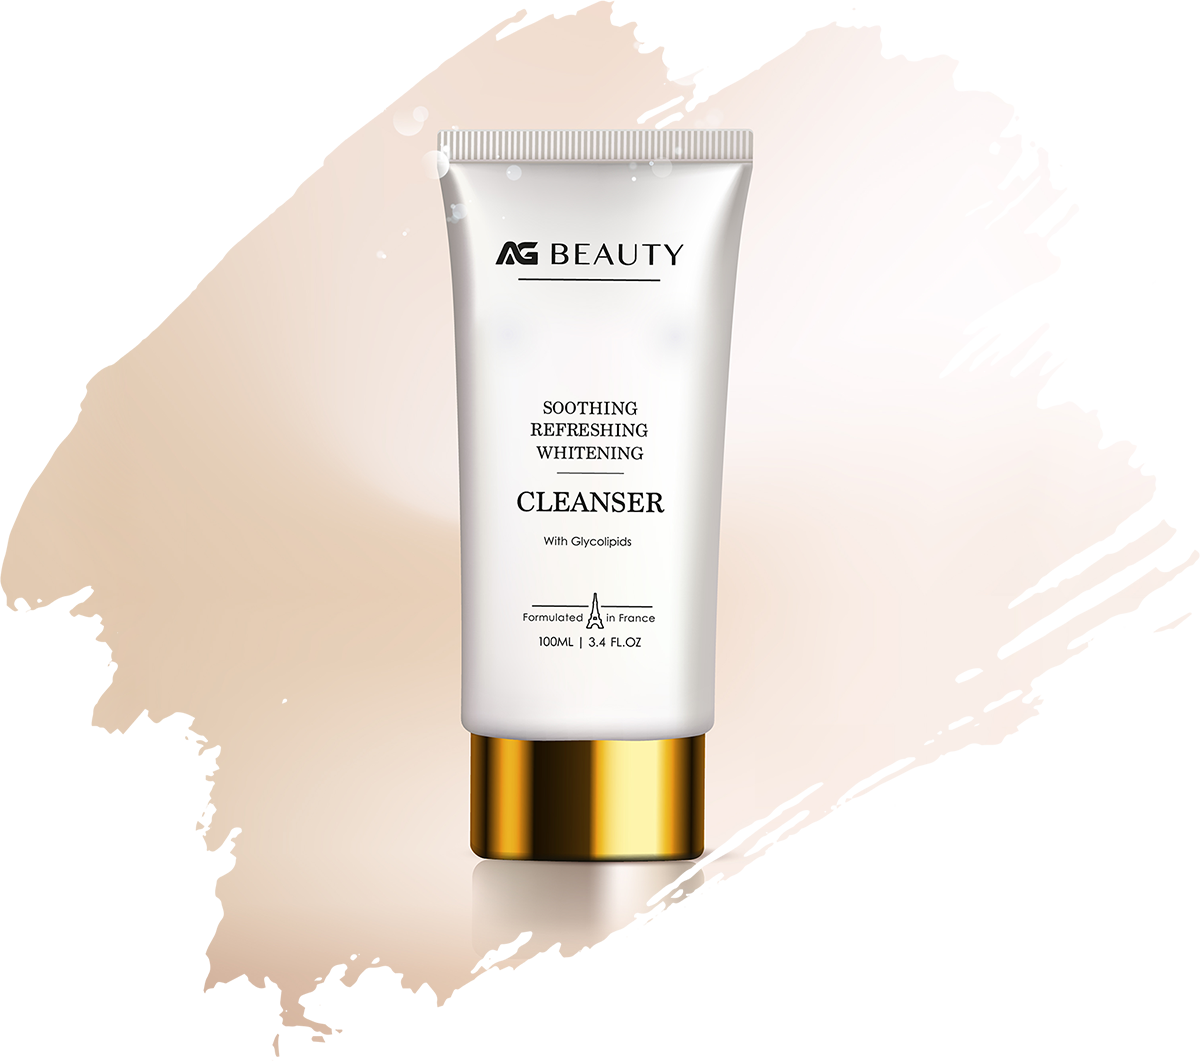 AG BEAUTY
SOOTHING
REFRESHING
WHITENING
CLEANSER
With Glycolipids
Formulated in France
100ML | 3.4 FL.OZ